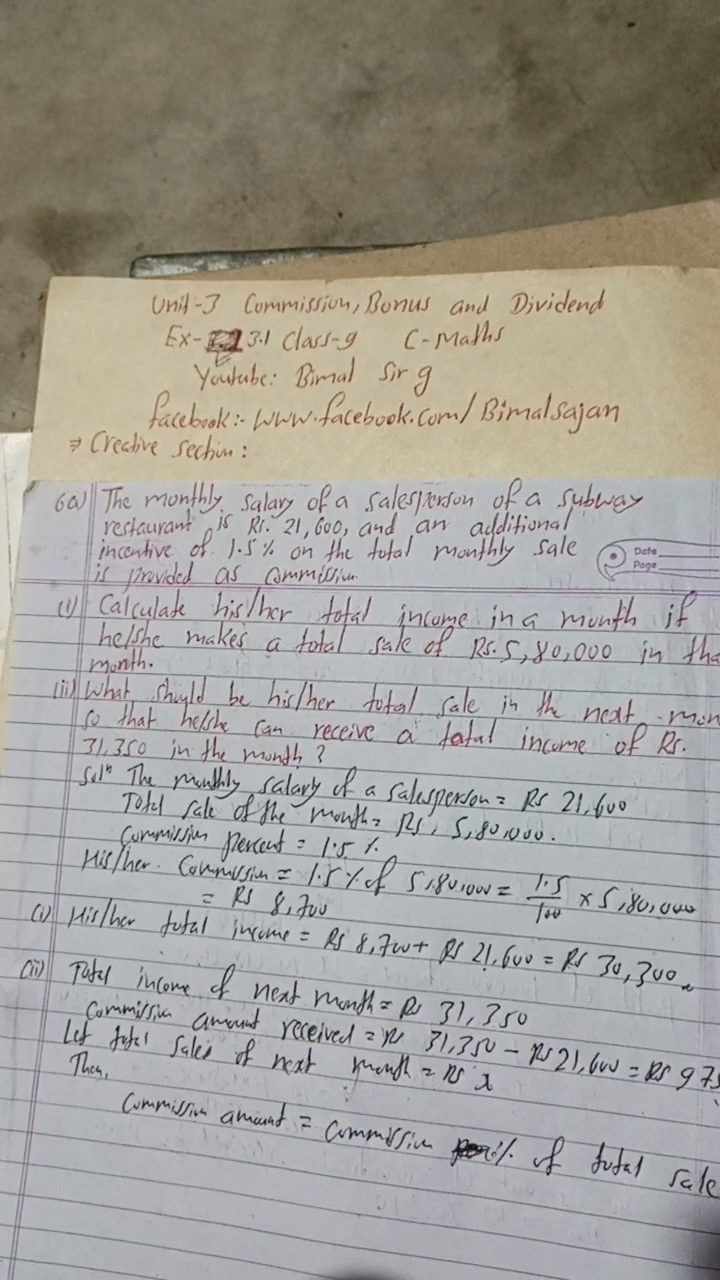 Unit-3 Commission, Bonus and Dividend
Ex- 3.1 Class-9 C-Maths
Youtube: Bimal Sir g
facebook:- www.facebook.com/Bimalsajan
⇒ Creative section:
6a) The monthly salary of a salesperson of a subway
restaurant is Rs. 21,600, and an additional
incentive of 1.5% on the total monthly sale
is provided as commission
Date
Page
(i) Calculate his/her total income in a month if
he/she makes a total sale of Rs. 5,80,000 in tha
month.
(ii) What should be his/her total sale in the next mon
so that he/she can receive a total income of Rs.
31,350 in the month?
Solⁿ The monthly salary of a salesperson = Rs 21,600
Total sale of the month = Rs, 5,80,000.
Commission percent = 1.5 %.
His/her Commission = 1.5% of 5,80,000 = 1.5/100 × 5,80,000
= Rs 8,700
(i) His/her total income = Rs 8,700 + Rs 21,600 = Rs 30,300
(ii) Total income of next month = Rs 31,350
Commission amount received = Rs 31,350 - Rs 21,600 = Rs 975
Let total sales of next month = Rs x
Then,
Commission amount = Commission % of total sale